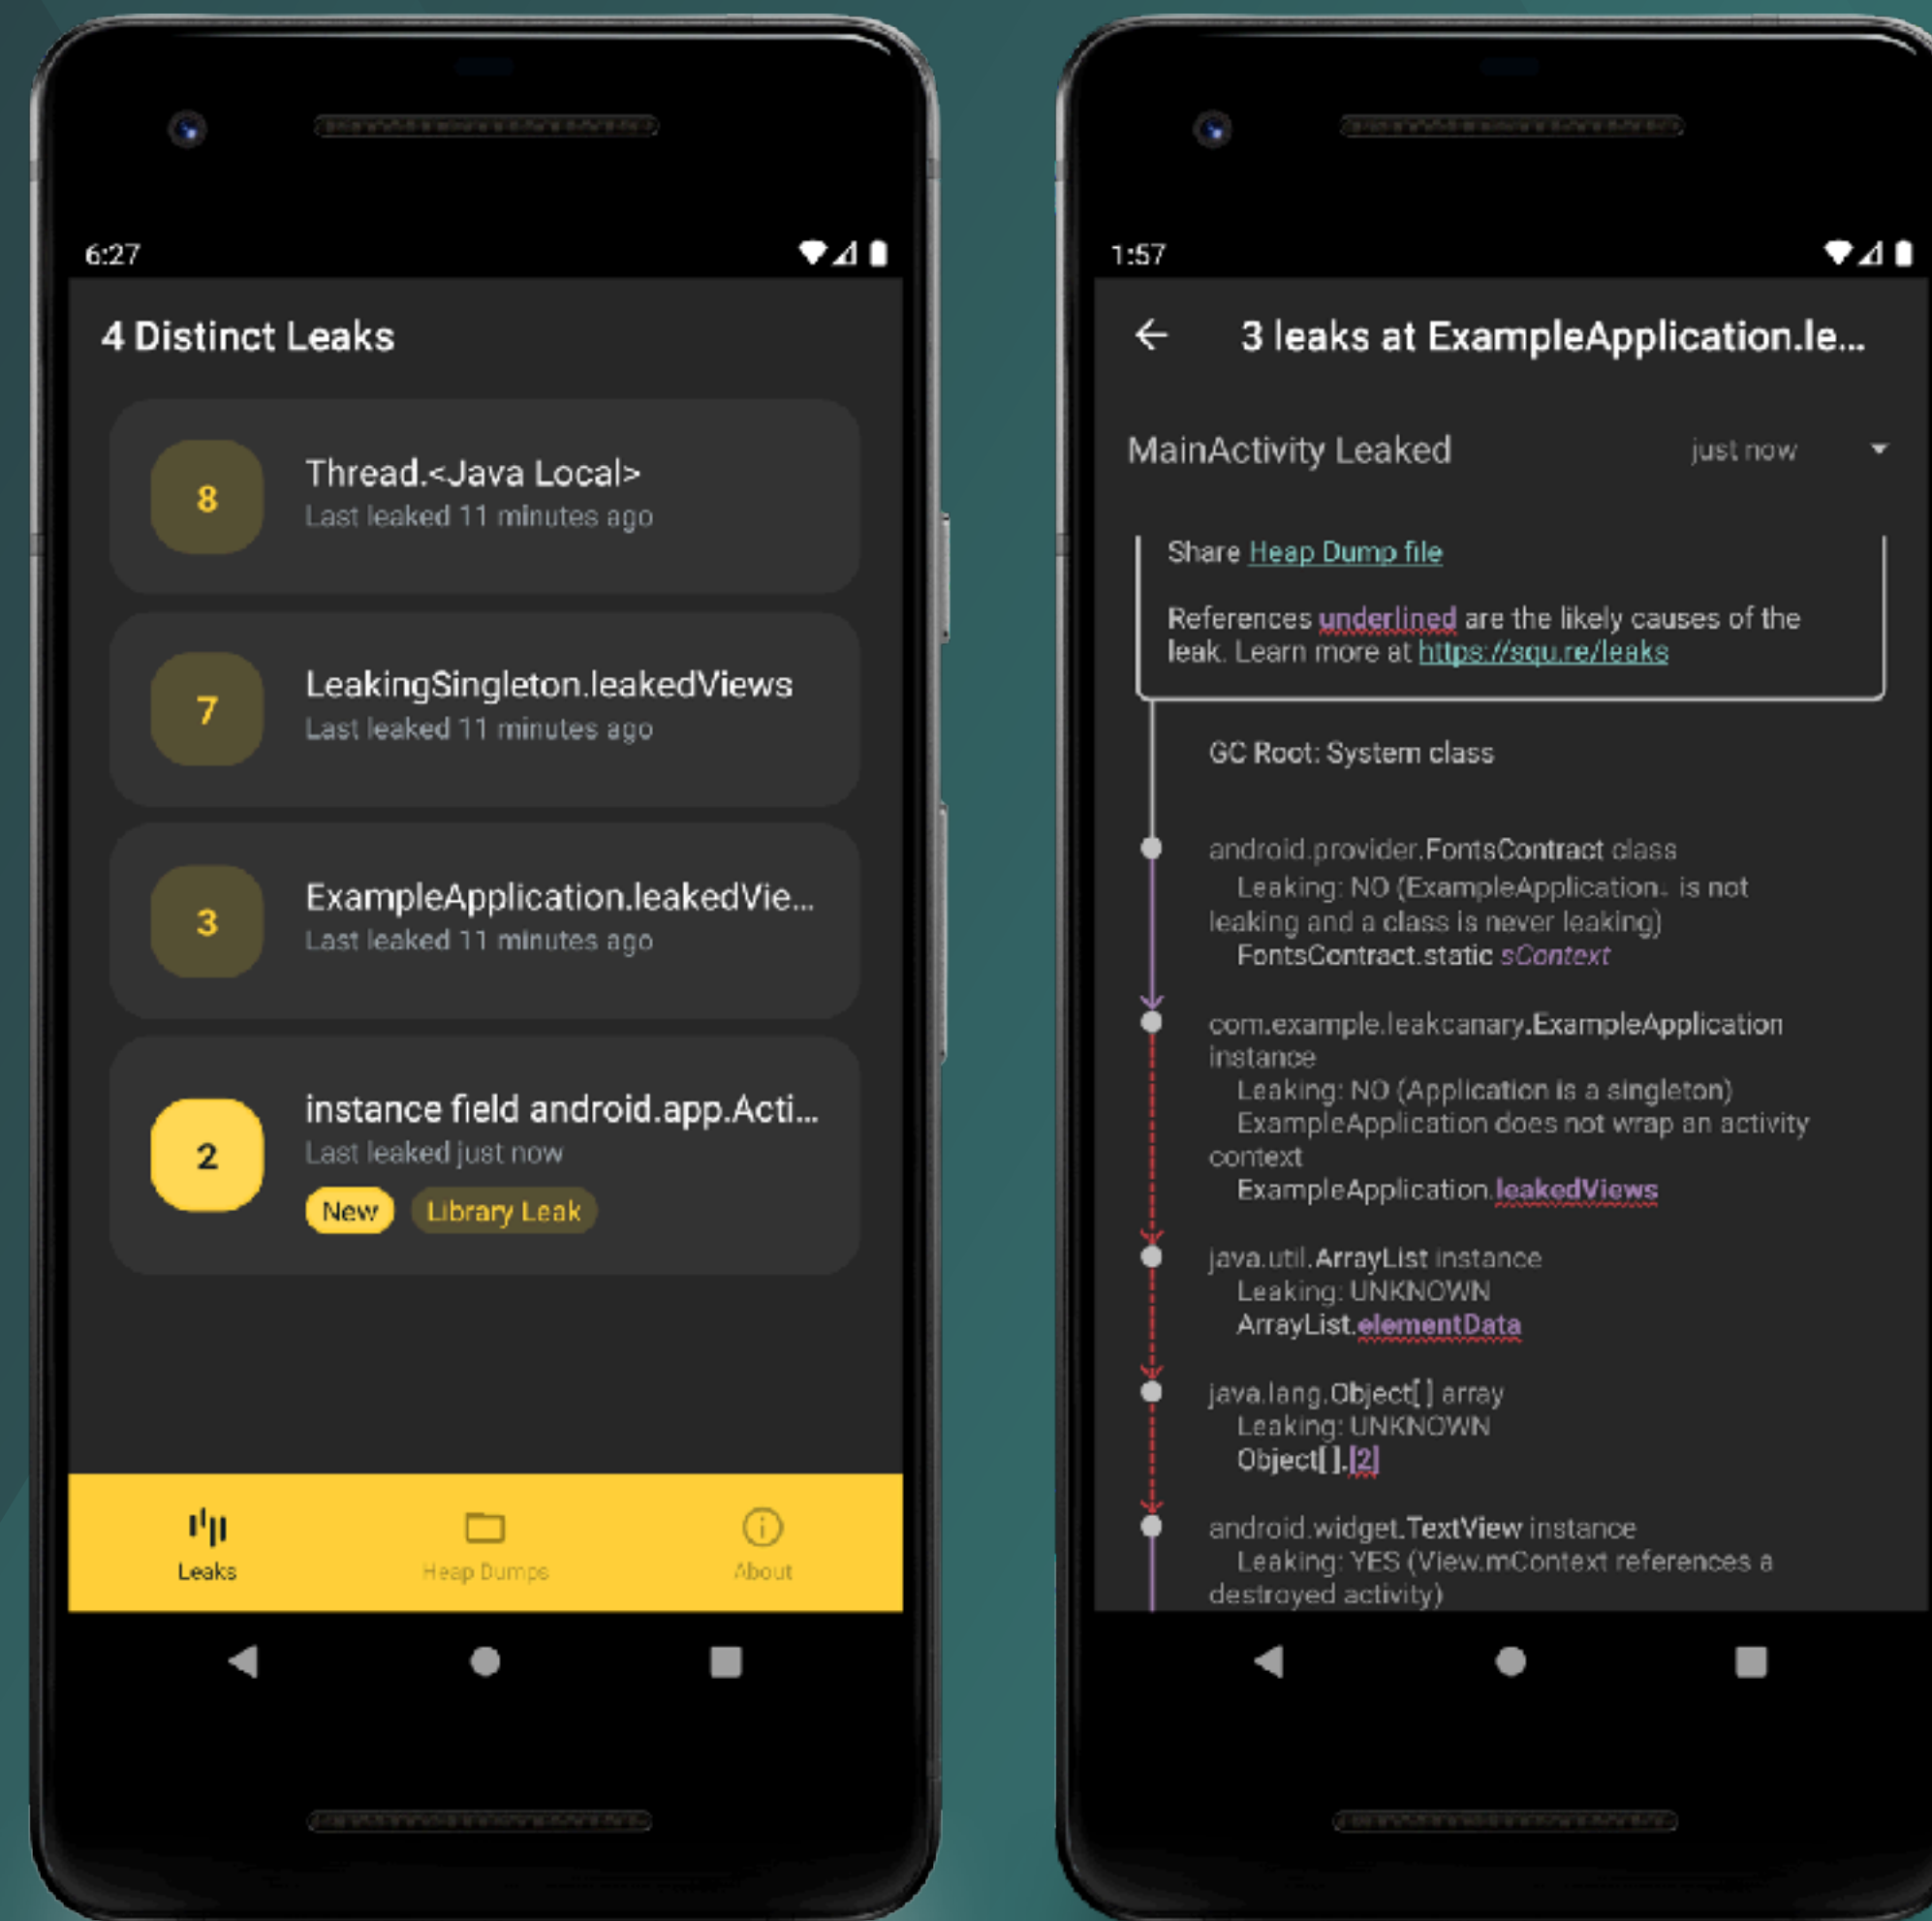 6:27
4 Distinct Leaks
8
Thread.<Java Local>
Last leaked 11 minutes ago
7
LeakingSingleton.leakedViews
Last leaked 11 minutes ago
3
ExampleApplication.leakedVie...
Last leaked 11 minutes ago
2
instance field android.app.Acti...
Last leaked just now
New Library Leak
Leaks Heap Dumps About
1:57
3 leaks at ExampleApplication.le...
MainActivity Leaked just now
Share Heap Dump file
References underlined are the likely causes of the
leak. Learn more at https://squ.re/leaks
GC Root: System class
android.provider.FontsContract class
Leaking: NO (ExampleApplication↓ is not
leaking and a class is never leaking)
FontsContract.static sContext
com.example.leakcanary.ExampleApplication
instance
Leaking: NO (Application is a singleton)
ExampleApplication does not wrap an activity
context
ExampleApplication.leakedViews
java.util.ArrayList instance
Leaking: UNKNOWN
ArrayList.elementData
java.lang.Object[] array
Leaking: UNKNOWN
Object[].[2]
android.widget.TextView instance
Leaking: YES (View.mContext references a
destroyed activity)